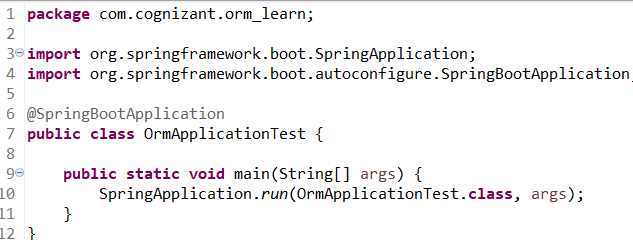 1 package com.cognizant.orm_learn;
2
3 import org.springframework.boot.SpringApplication;
4 import org.springframework.boot.autoconfigure.SpringBootApplication
5
6 @SpringBootApplication
7 public class OrmApplicationTest {
8
9 public static void main(String[] args) {
10 SpringApplication.run(OrmApplicationTest.class, args);
11 }
12 }